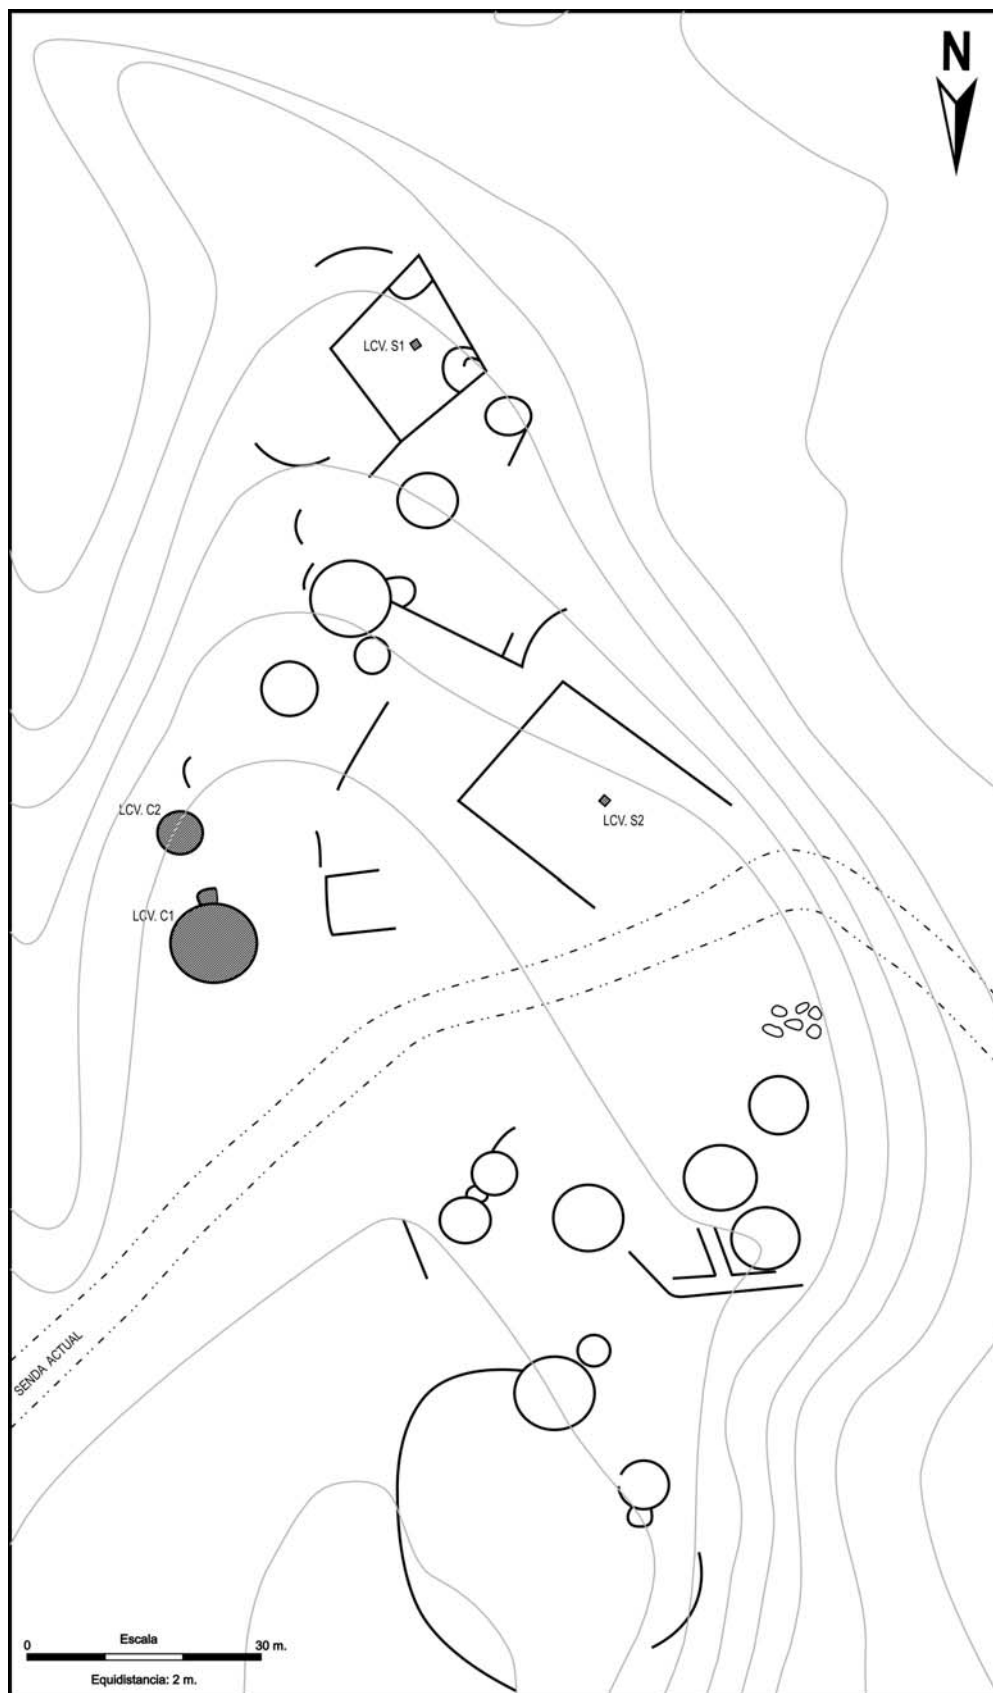 N
LCV. S1
LCV. C2
LCV. S2
LCV. C1
SENDA ACTUAL
Escala
0 30 m.
Equidistancia: 2 m.